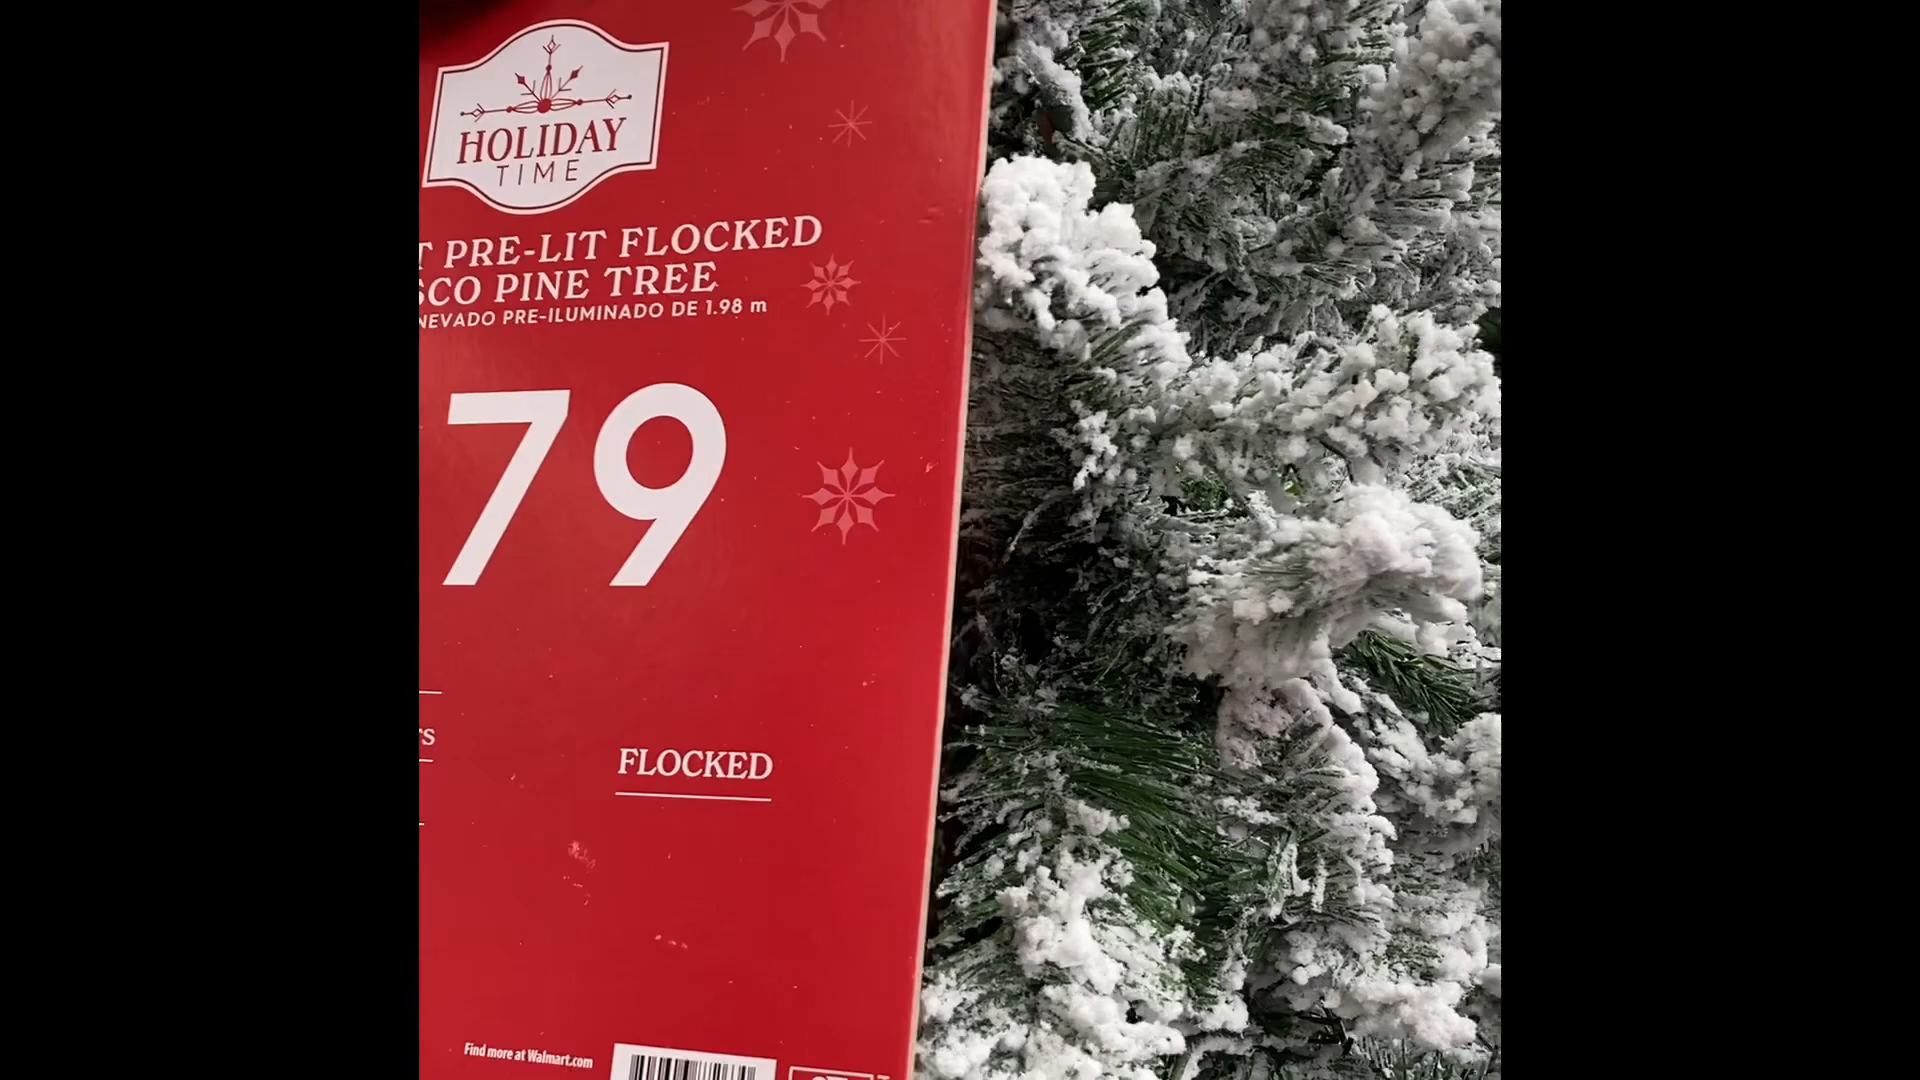 HOLIDAY
TIME
T PRE-LIT FLOCKED
SCO PINE TREE
NEVADO PRE-ILUMINADO DE 1.98 m
79
TS
FLOCKED
Find more at Walmart.com